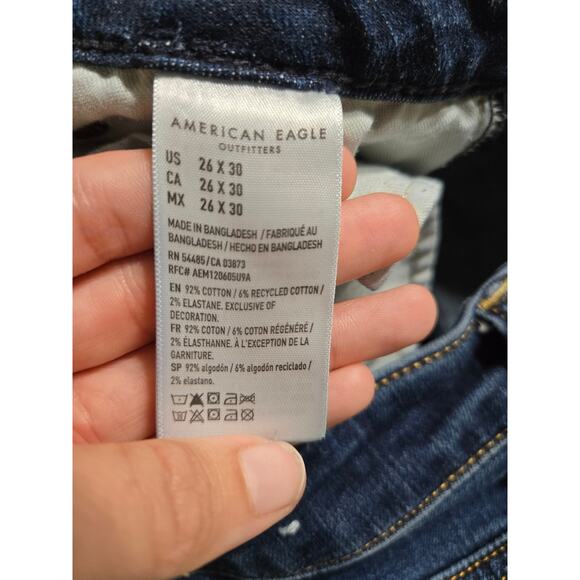 AMERICAN EAGLE
OUTFITTERS
US 26 X 30
CA 26 X 30
MX 26 X 30
MADE IN BANGLADESH / FABRIQUÉ AU
BANGLADESH / HECHO EN BANGLADESH
RN 54485/CA 03873
RFC# AEM120605U9A
EN 92% COTTON / 6% RECYCLED COTTON /
2% ELASTANE. EXCLUSIVE OF
DECORATION.
FR 92% COTON / 6% COTON RÉGÉNÉRÉ /
2% ÉLASTHANNE. À L'EXCEPTION DE LA
GARNITURE.
SP 92% algodón / 6% algodón reciclado /
2% elastano.